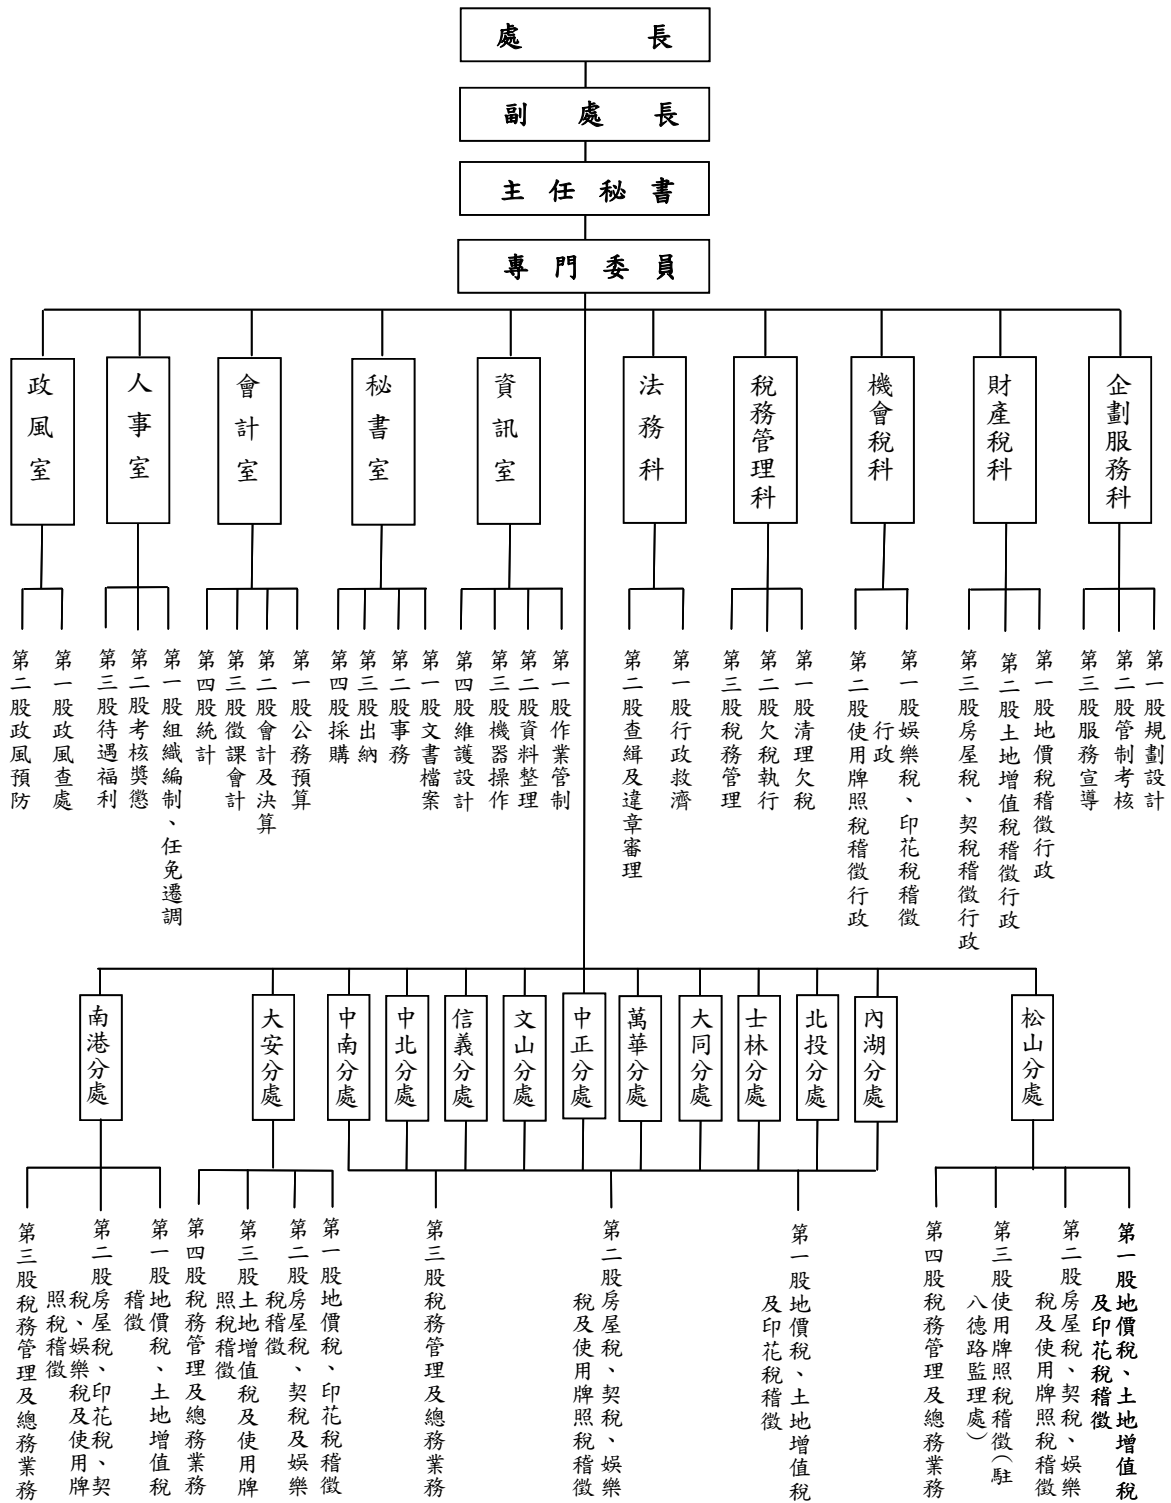 處長
副處長
主任秘書
專門委員
政風室
人事室
會計室
秘書室
資訊室
法務科
稅務管理科
機會稅科
財產稅科
企劃服務科
第二股政風預防
第一股政風查處
第三股待遇福利
第二股考核獎懲
第一股組織編制、任免遷調
第四股統計
第三股徵課會計
第二股會計及決算
第一股公務預算
第四股採購
第三股出納
第二股事務
第一股文書檔案
第四股維護設計
第三股機器操作
第二股資料整理
第一股作業管制
第二股查緝及違章審理
第一股行政救濟
第三股稅務管理
第二股欠稅執行
第一股清理欠稅
第二股使用牌照稅稽徵行政
第一股娛樂稅、印花稅稽徵
行政
第三股房屋稅、契稅稽徵行政
第二股土地增值稅稽徵行政
第一股地價稅稽徵行政
第三股服務宣導
第二股管制考核
第一股規劃設計
南港分處
大安分處
中南分處
中北分處
信義分處
文山分處
中正分處
萬華分處
大同分處
士林分處
北投分處
內湖分處
松山分處
第三股稅務管理及總務業務
第二股房屋稅、印花稅、契
稅、娛樂稅及使用牌
照稅稽徵
第一股地價稅、土地增值稅
稽徵
第四股稅務管理及總務業務
第三股土地增值稅及使用牌
照稅稽徵
第二股房屋稅、契稅及娛樂
稅稽徵
第一股地價稅、印花稅稽徵
第三股稅務管理及總務業務
第二股房屋稅、契稅、娛樂
稅及使用牌照稅稽徵
第一股地價稅、土地增值稅
及印花稅稽徵
第四股稅務管理及總務業務
第三股使用牌照稅稽徵（駐
八德路監理處）
第二股房屋稅、契稅、娛樂
稅及使用牌照稅稽徵
第一股地價稅、土地增值稅
及印花稅稽徵